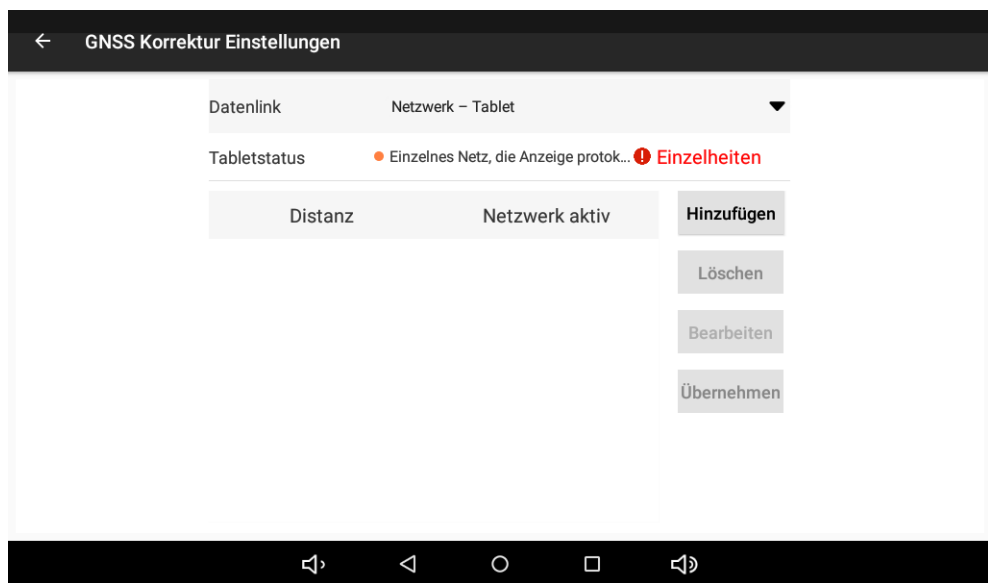 GNSS Korrektur Einstellungen
Datenlink Netzwerk – Tablet
Tabletstatus Einzelnes Netz, die Anzeige protok... Einzelheiten
Distanz Netzwerk aktiv Hinzufügen
Löschen
Bearbeiten
Übernehmen